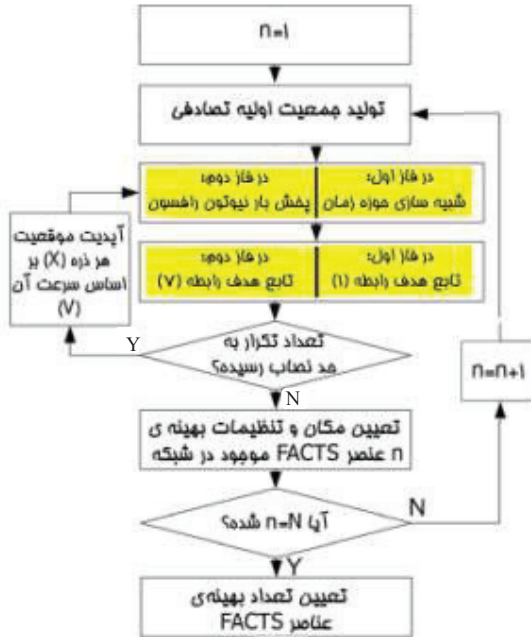 n=۱
تولید جمعیت اولیه تصادفی
در فاز اول:
شبیه سازی حوزه زمان
در فاز دوم:
پخش بار نیوتون رافسون
در فاز اول:
تابع هدف رابطه (۱)
در فاز دوم:
تابع هدف رابطه (۷)
آپدیت موقعیت
هر ذره (X) بر
اساس سرعت آن
(V)
تعداد تکرار به
حد نصاب رسیده؟
Y
N
تعیین مکان و تنظیمات بهینه ی
n عنصر FACTS موجود در شبکه
n=n+۱
آیا n=N شده؟
N
Y
تعیین تعداد بهینه‌ی
عناصر FACTS